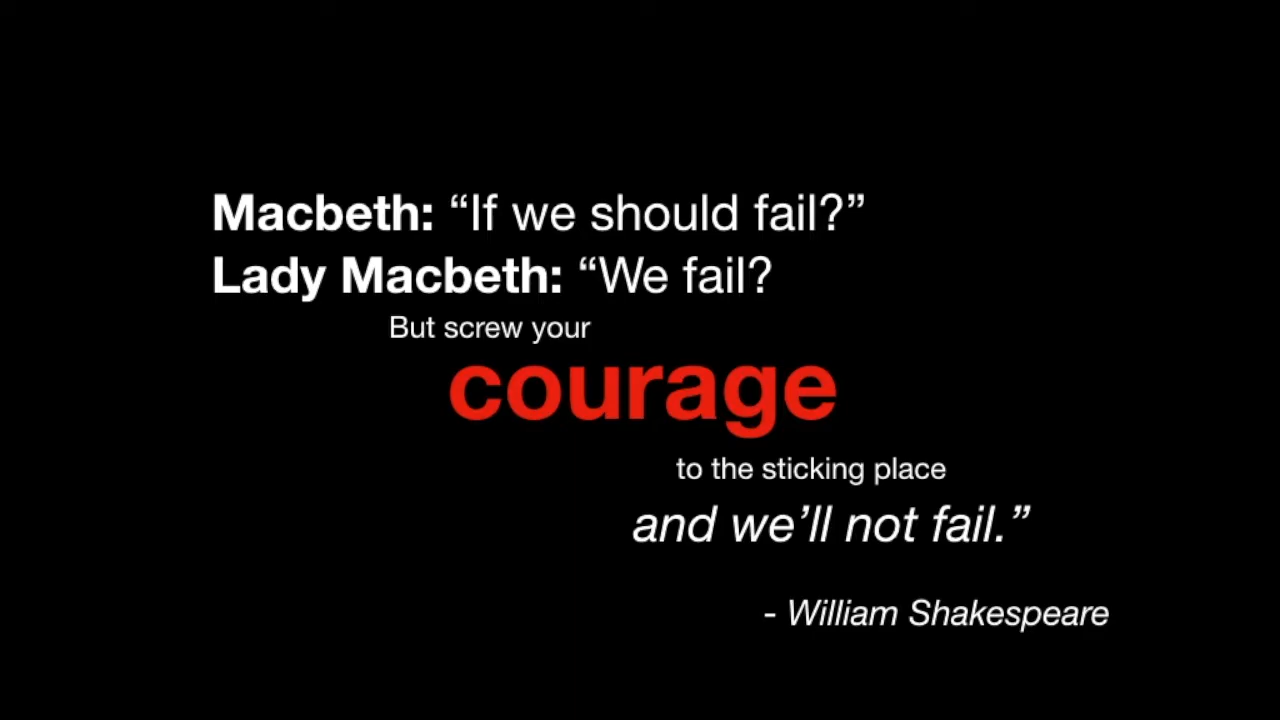 Macbeth: “If we should fail?”
Lady Macbeth: “We fail?
But screw your
courage
to the sticking place
and we’ll not fail.”
- William Shakespeare